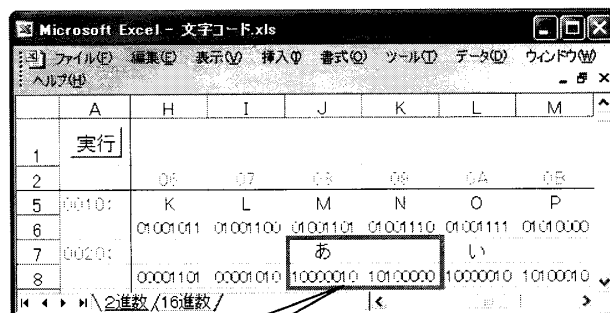 Microsoft Excel - 文字コード.xls
ファイル(F) 編集(E) 表示(V) 挿入(I) 書式(O) ツール(T) データ(D) ウィンドウ(W)
ヘルプ(H)
A H I J K L M
1 実行
2 06 07 08 09 0A 0B
5 0010: K L M N O P
6 01001011 01001100 01001101 01001110 01001111 01010000
7 0020: あ い
8 00001101 00001010 10000010 10100000 10000010 10100010
2進数 16進数